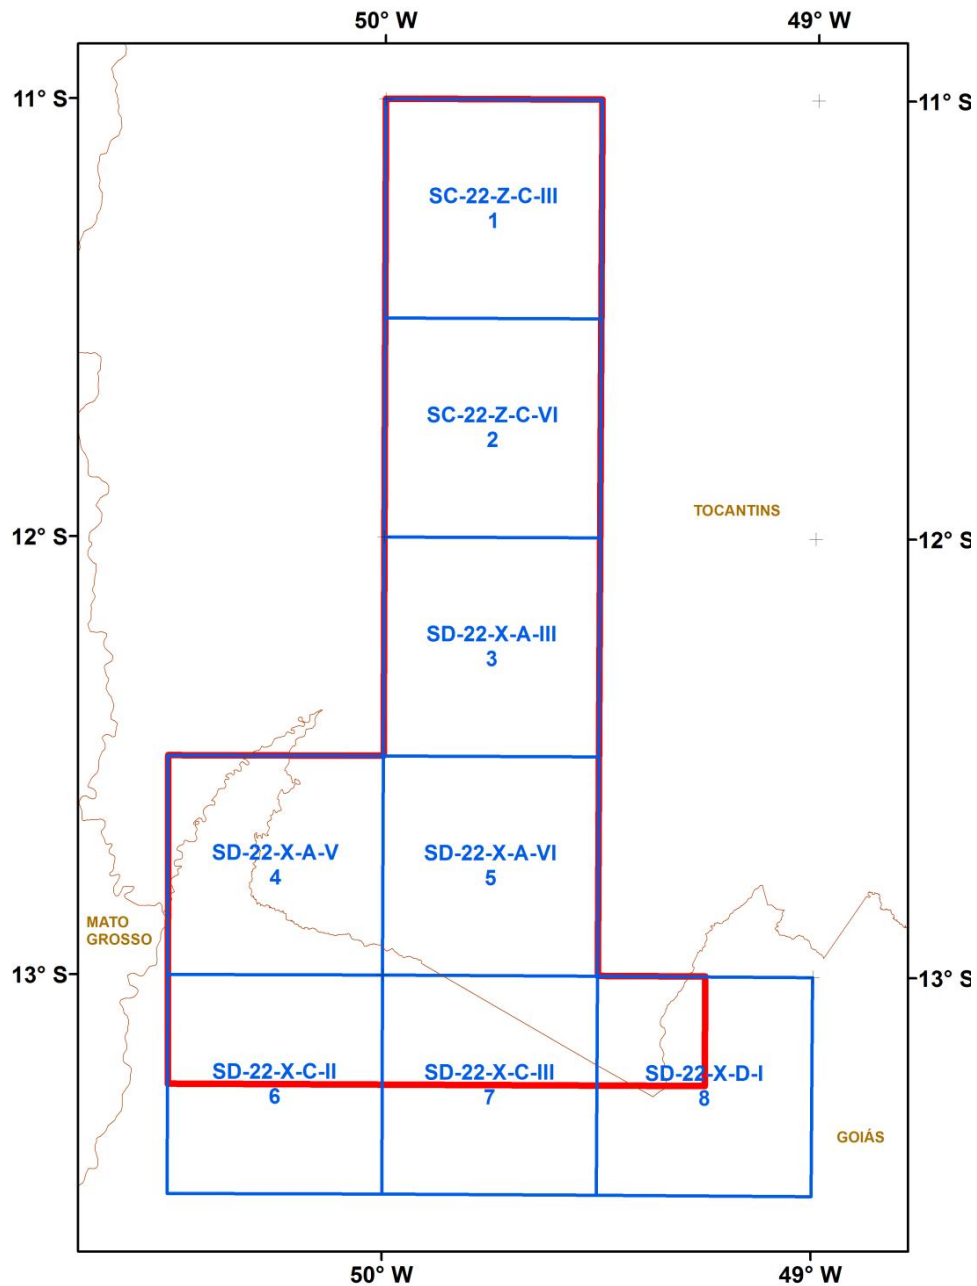 50° W
49° W
11° S
11° S
SC-22-Z-C-III
1
SC-22-Z-C-VI
2
TOCANTINS
12° S
12° S
SD-22-X-A-III
3
SD-22-X-A-V
4
SD-22-X-A-VI
5
MATO
GROSSO
13° S
13° S
SD-22-X-C-II
6
SD-22-X-C-III
7
SD-22-X-D-I
8
GOIÁS
50° W
49° W